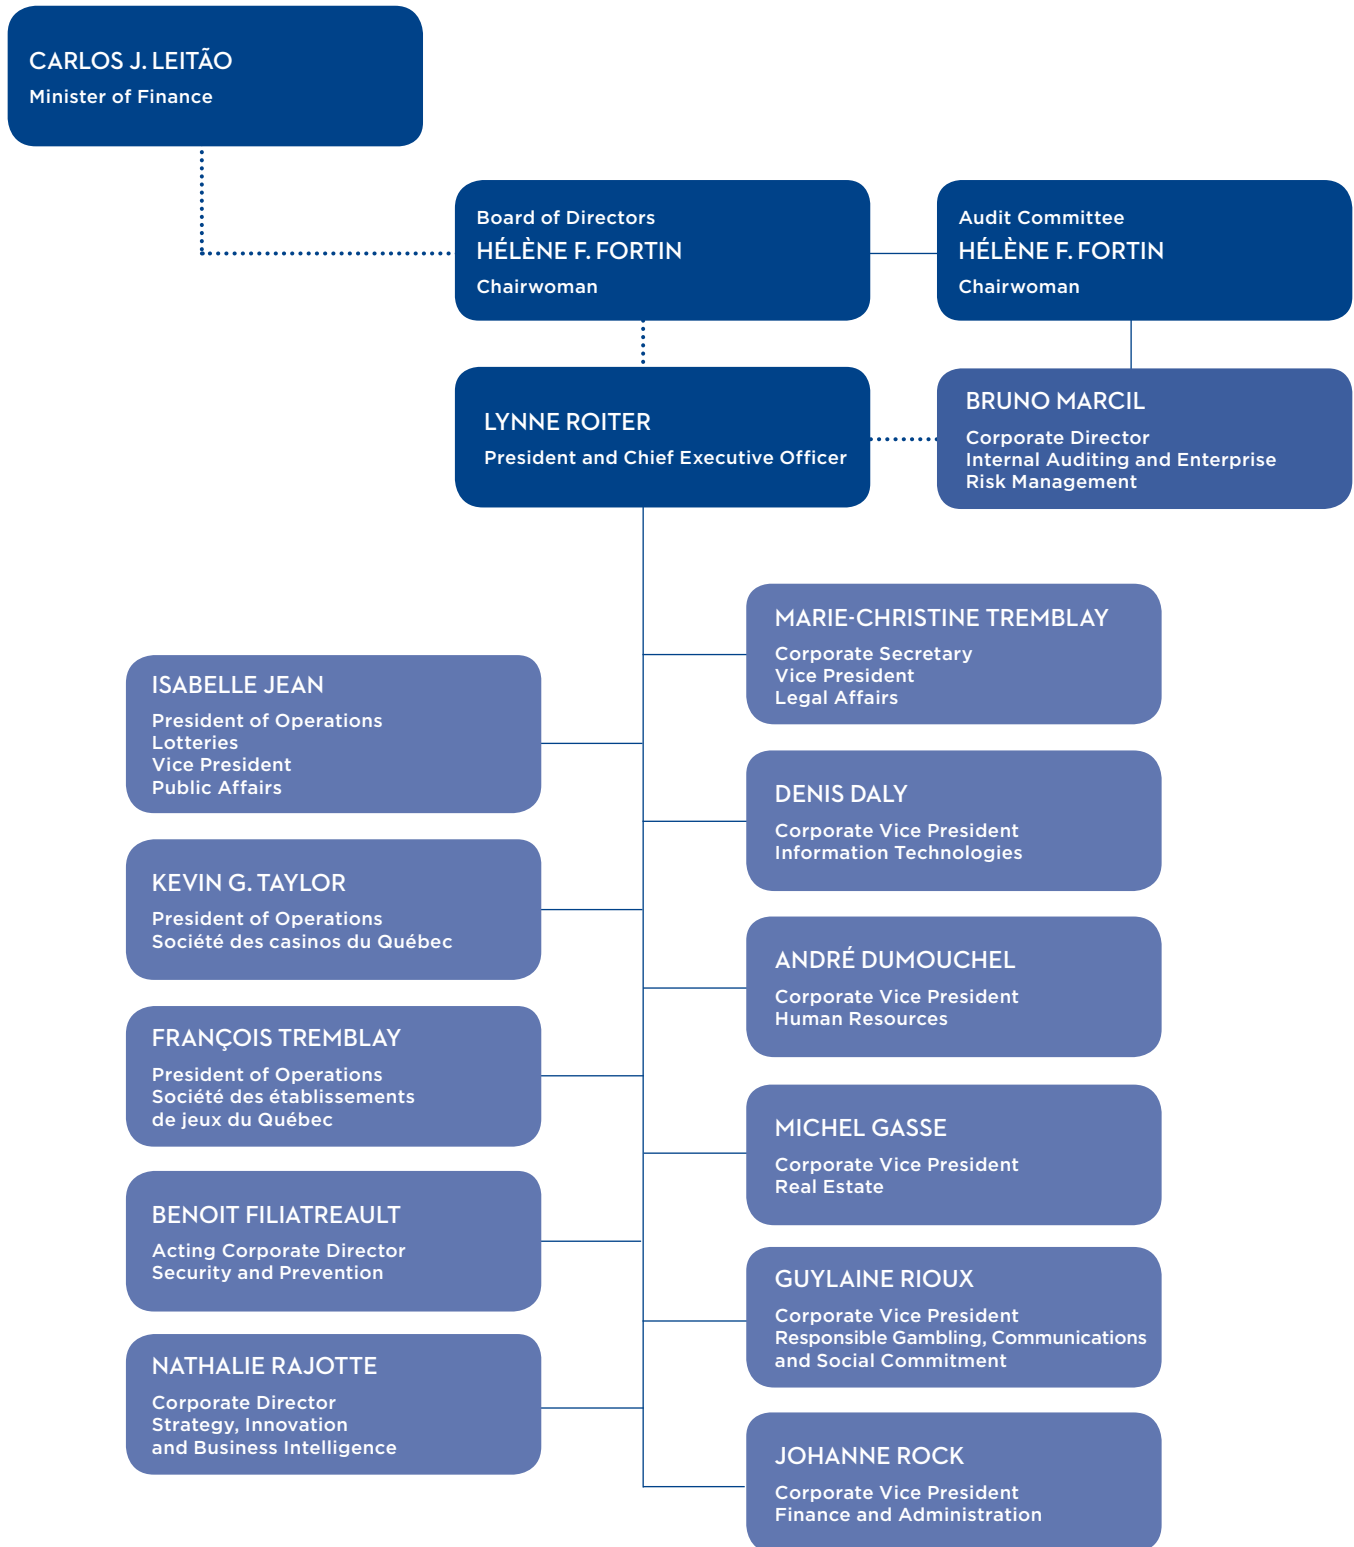 CARLOS J. LEITÃO
Minister of Finance
Board of Directors
HÉLÈNE F. FORTIN
Chairwoman
Audit Committee
HÉLÈNE F. FORTIN
Chairwoman
LYNNE ROITER
President and Chief Executive Officer
BRUNO MARCIL
Corporate Director
Internal Auditing and Enterprise
Risk Management
ISABELLE JEAN
President of Operations
Lotteries
Vice President
Public Affairs
KEVIN G. TAYLOR
President of Operations
Société des casinos du Québec
FRANÇOIS TREMBLAY
President of Operations
Société des établissements
de jeux du Québec
BENOIT FILIATREAULT
Acting Corporate Director
Security and Prevention
NATHALIE RAJOTTE
Corporate Director
Strategy, Innovation
and Business Intelligence
MARIE-CHRISTINE TREMBLAY
Corporate Secretary
Vice President
Legal Affairs
DENIS DALY
Corporate Vice President
Information Technologies
ANDRÉ DUMOUCHEL
Corporate Vice President
Human Resources
MICHEL GASSE
Corporate Vice President
Real Estate
GUYLAINE RIOUX
Corporate Vice President
Responsible Gambling, Communications
and Social Commitment
JOHANNE ROCK
Corporate Vice President
Finance and Administration